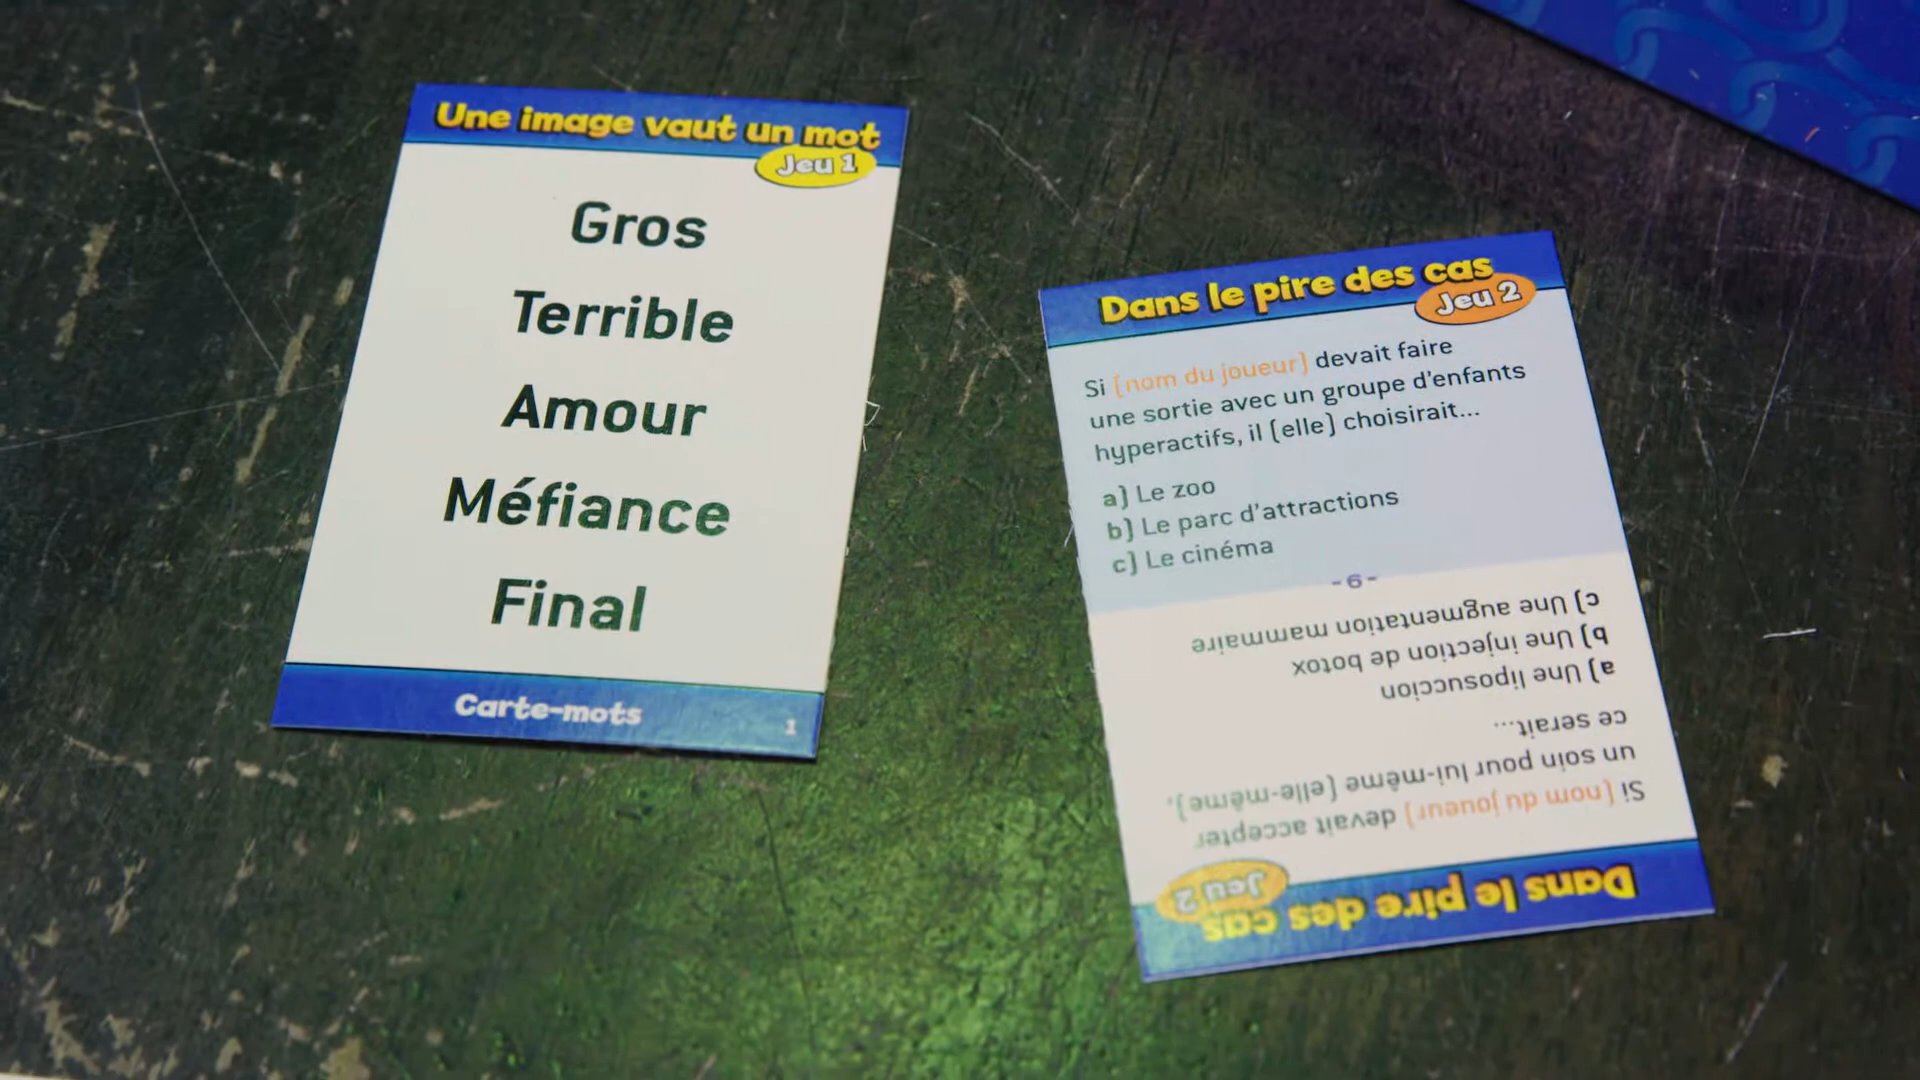 Une image vaut un mot
Jeu 1
Gros
Terrible
Amour
Méfiance
Final
Carte-mots
1
Dans le pire des cas
Jeu 2
Si (nom du joueur) devait faire
une sortie avec un groupe d'enfants
hyperactifs, il (elle) choisirait...
a) Le zoo
b) Le parc d'attractions
c) Le cinéma
-6-
Dans le pire des cas
Jeu 2
Si (nom du joueur) devait accepter
un soin pour lui-même (elle-même),
ce serait...
a) Une liposuccion
b) Une injection de botox
c) Une augmentation mammaire